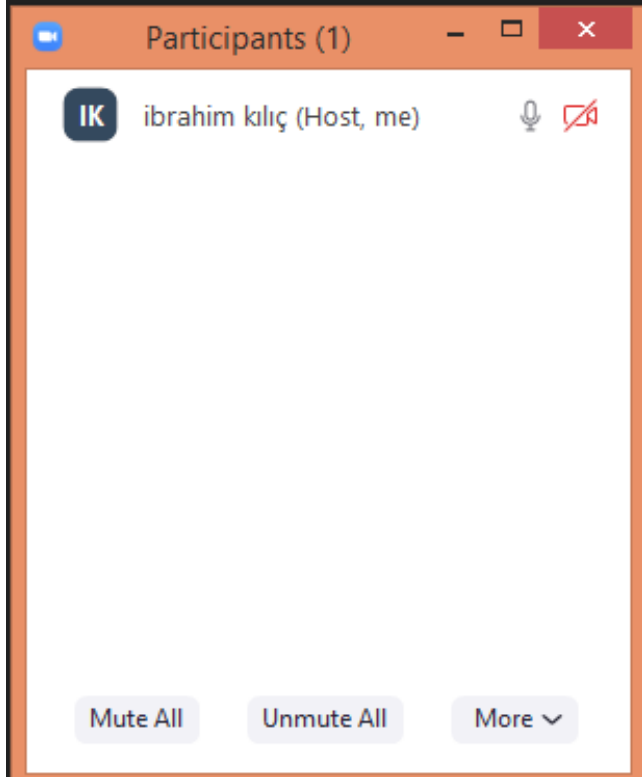 Participants (1)
IK ibrahim kılıç (Host, me)
Mute All Unmute All More